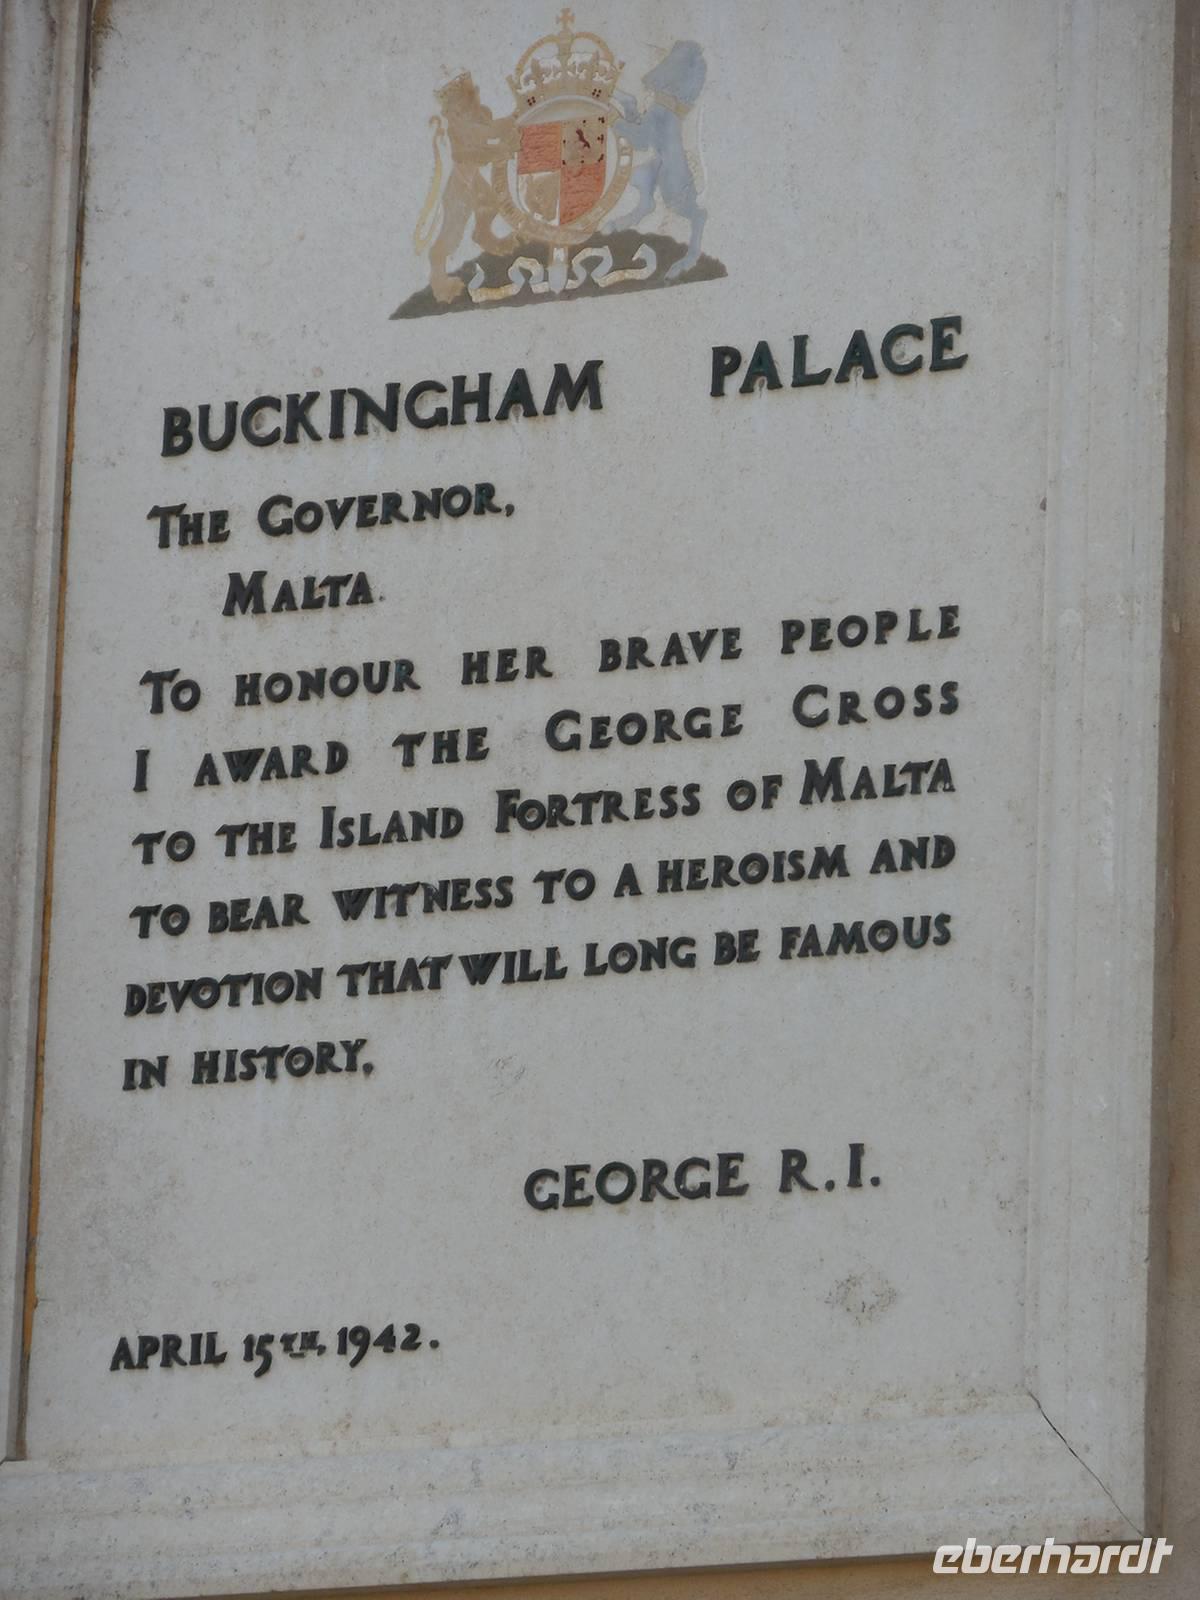 BUCKINGHAM PALACE
THE GOVERNOR,
MALTA.
TO HONOUR HER BRAVE PEOPLE
I AWARD THE GEORGE CROSS
TO THE ISLAND FORTRESS OF MALTA
TO BEAR WITNESS TO A HEROISM AND
DEVOTION THAT WILL LONG BE FAMOUS
IN HISTORY.
GEORGE R.I.
APRIL 15TH, 1942.
eberhardt